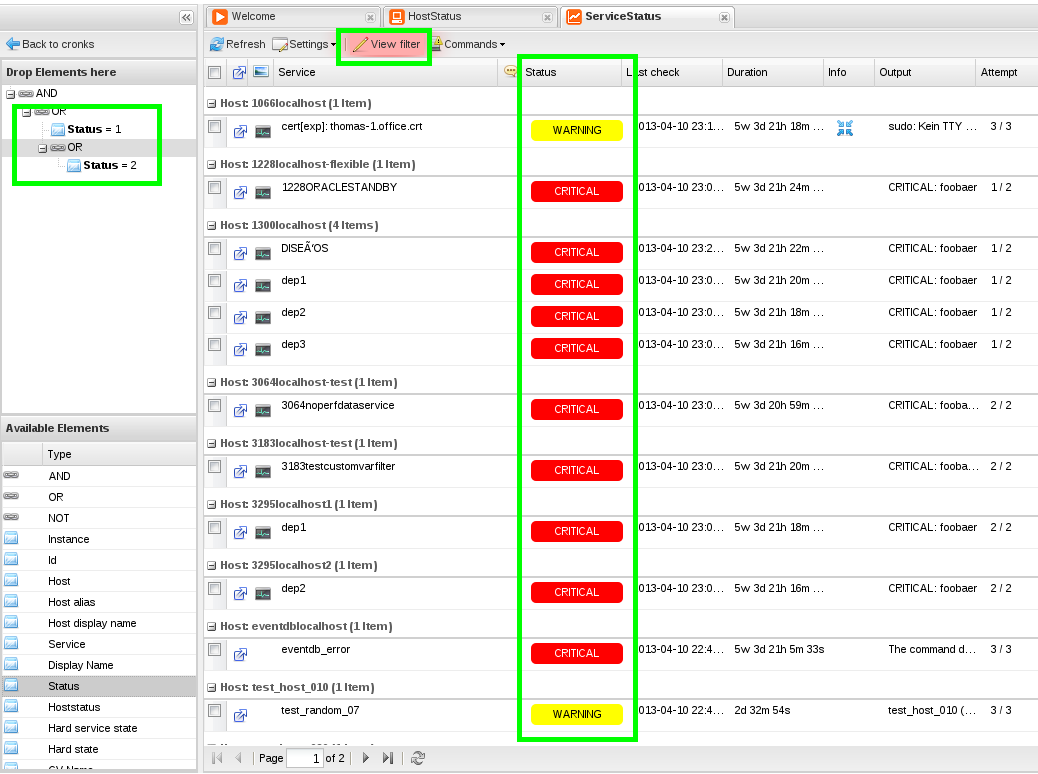 Welcome
HostStatus
ServiceStatus
Back to cronks
Refresh
Settings
View filter
Commands
Drop Elements here
AND
OR
Status = 1
OR
Status = 2
Available Elements
Type
AND
OR
NOT
Instance
Id
Host
Host alias
Host display name
Service
Display Name
Status
Hoststatus
Hard service state
Hard state
CV Name
Service Status Last check Duration Info Output Attempt
Host: 1066localhost (1 Item)
cert[exp]: thomas-1.office.crt WARNING 013-04-10 23:1... 5w 3d 21h 18m ... sudo: Kein TTY ... 3 / 3
Host: 1228localhost-flexible (1 Item)
1228ORACLESTANDBY CRITICAL 013-04-10 23:0... 5w 3d 21h 24m ... CRITICAL: foobaer 1 / 2
Host: 1300localhost (4 Items)
DISEÃ'OS CRITICAL 013-04-10 23:2... 5w 3d 21h 22m ... CRITICAL: foobaer 1 / 2
dep1 CRITICAL 013-04-10 23:0... 5w 3d 21h 20m ... CRITICAL: foobaer 1 / 2
dep2 CRITICAL 013-04-10 23:0... 5w 3d 21h 18m ... CRITICAL: foobaer 1 / 2
dep3 CRITICAL 013-04-10 23:0... 5w 3d 21h 16m ... CRITICAL: foobaer 1 / 2
Host: 3064localhost-test (1 Item)
3064noperfdataservice CRITICAL 013-04-10 23:0... 5w 3d 20h 59m ... CRITICAL: fooba... 2 / 2
Host: 3183localhost-test (1 Item)
3183testcustomvarfilter CRITICAL 013-04-10 23:0... 5w 3d 21h 20m ... CRITICAL: fooba... 2 / 2
Host: 3295localhost1 (1 Item)
dep1 CRITICAL 013-04-10 23:0... 5w 3d 21h 18m ... CRITICAL: foobaer 2 / 2
Host: 3295localhost2 (1 Item)
dep2 CRITICAL 013-04-10 23:0... 5w 3d 21h 16m ... CRITICAL: foobaer 2 / 2
Host: eventdblocalhost (1 Item)
eventdb_error CRITICAL 013-04-10 22:4... 5w 3d 21h 5m 33s The command d... 3 / 3
Host: test_host_010 (1 Item)
test_random_07 WARNING 013-04-10 22:4... 2d 32m 54s test_host_010 (... 3 / 3
Page 1 of 2